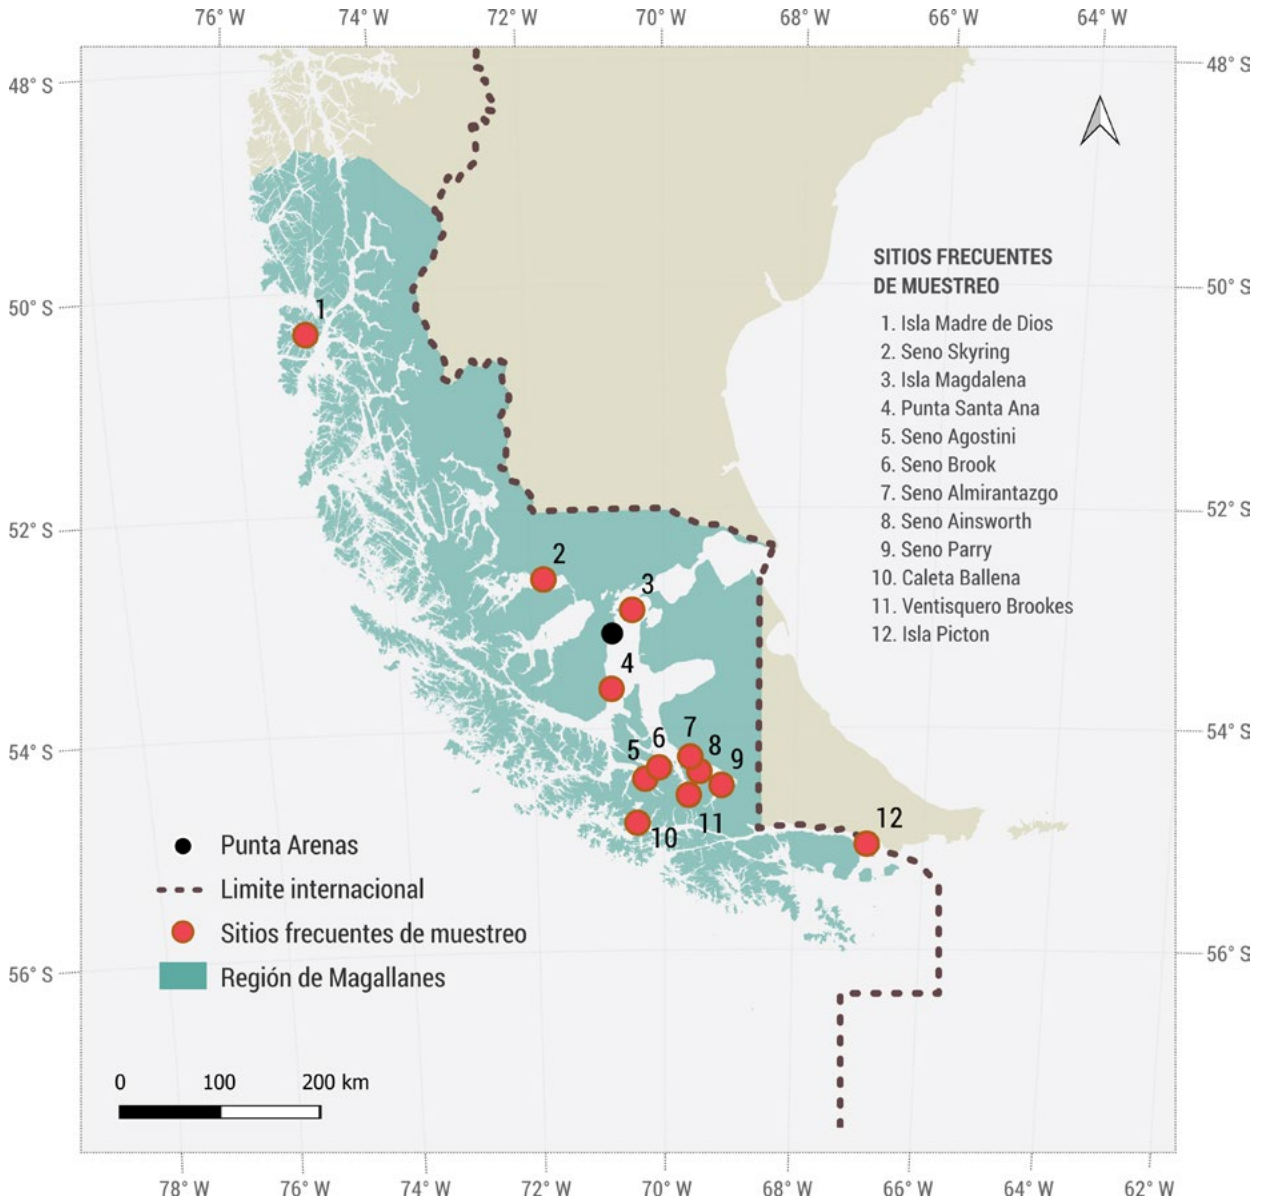 76° W 74° W 72° W 70° W 68° W 66° W 64° W
48° S
48° S
50° S
50° S
52° S
52° S
54° S
54° S
56° S
56° S
SITIOS FRECUENTES
DE MUESTREO
1. Isla Madre de Dios
2. Seno Skyring
3. Isla Magdalena
4. Punta Santa Ana
5. Seno Agostini
6. Seno Brook
7. Seno Almirantazgo
8. Seno Ainsworth
9. Seno Parry
10. Caleta Ballena
11. Ventisquero Brookes
12. Isla Picton
1
2
3
4
5
6
7
8
9
10
11
12
Punta Arenas
Limite internacional
Sitios frecuentes de muestreo
Región de Magallanes
0 100 200 km
78° W 76° W 74° W 72° W 70° W 68° W 66° W 64° W 62° W